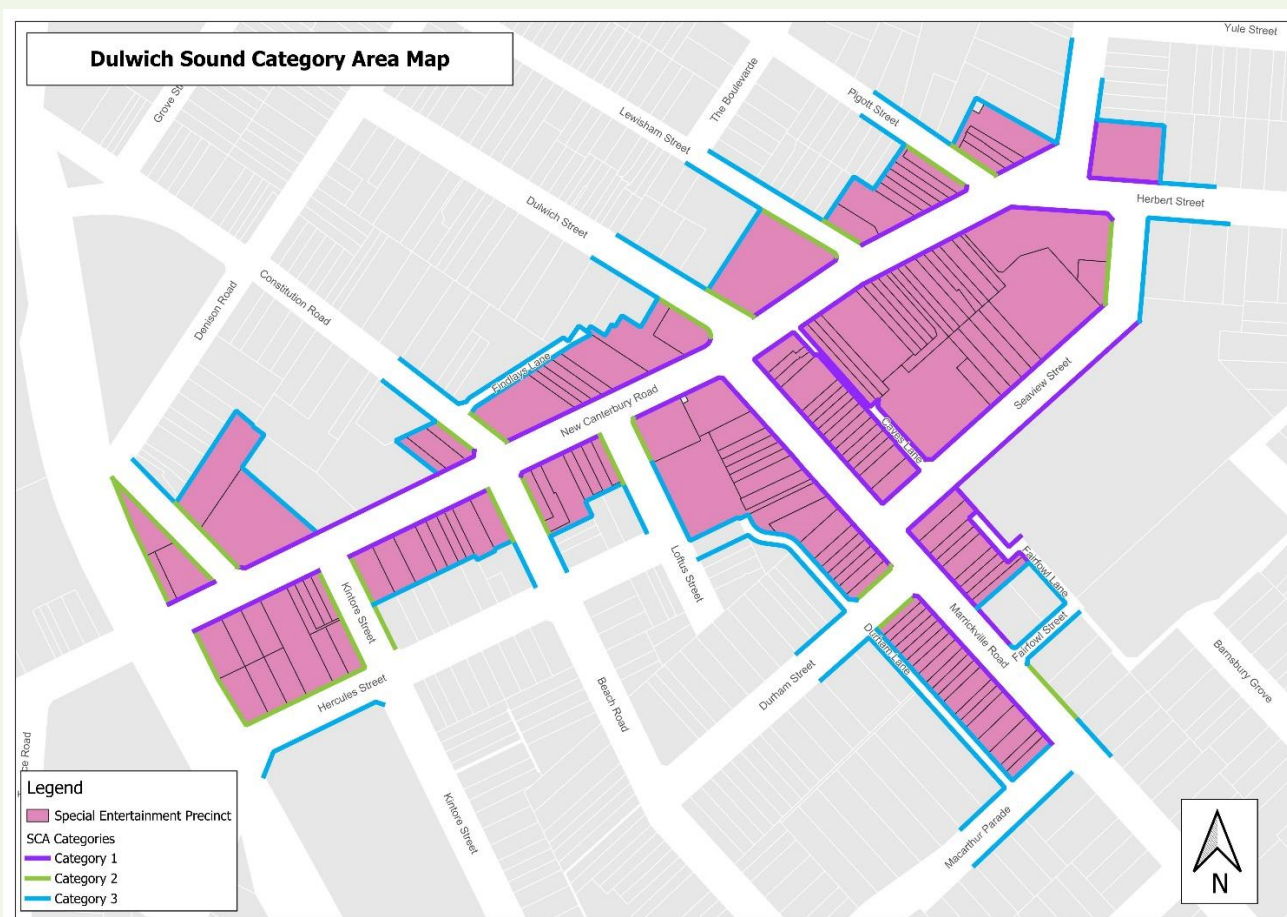 Dulwich Sound Category Area Map
Yule Street
Grove
The Boulevarde
Lewisham Street
Pigott Street
Herbert Street
Dulwich Street
Denison Road
Constitution Road
Findlays Lane
New Canterbury Road
Seaview Street
Caves Lane
Fairfowl Lane
Loftus Street
Kintore Street
Marrickville Road
Fairfowl Street
Durham Lane
Barnsbury Grove
Hercules Street
Beach Road
Durham Street
Road
Kintore Street
Macarthur Parade
Legend
Special Entertainment Precinct
SCA Categories
Category 1
Category 2
Category 3
N